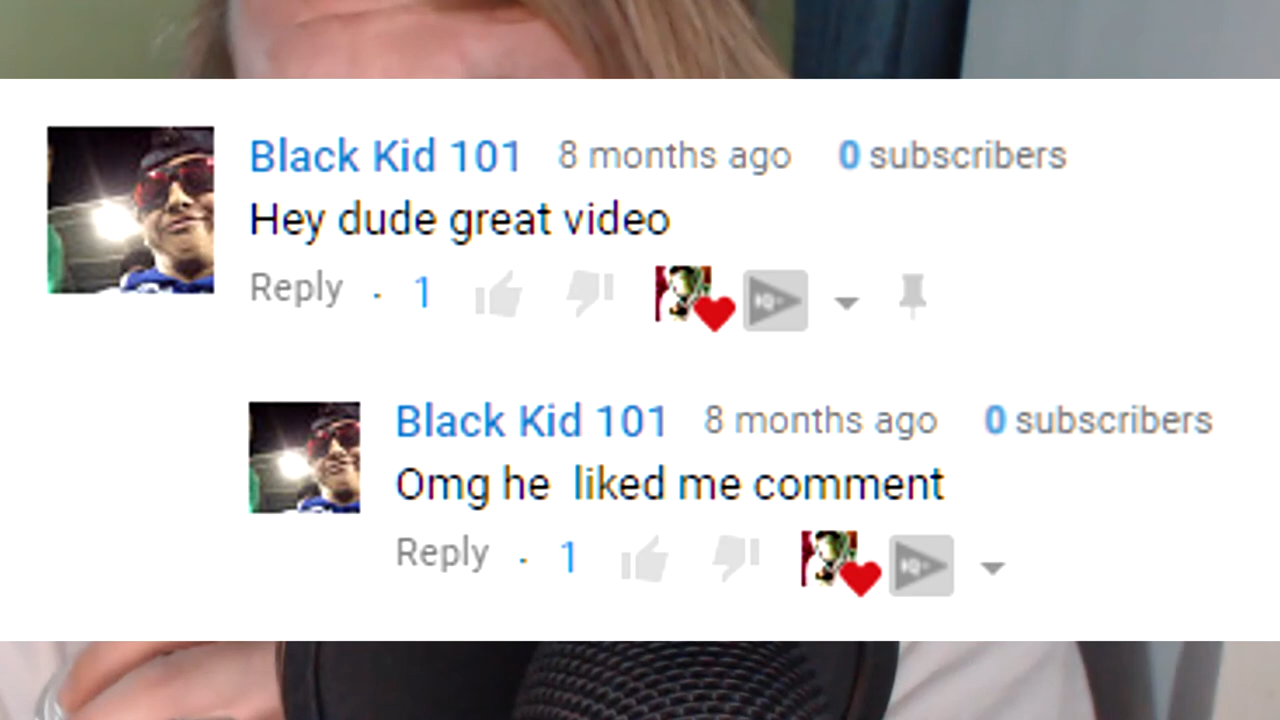 Black Kid 101 8 months ago 0 subscribers
Hey dude great video
Reply · 1
Black Kid 101 8 months ago 0 subscribers
Omg he liked me comment
Reply · 1